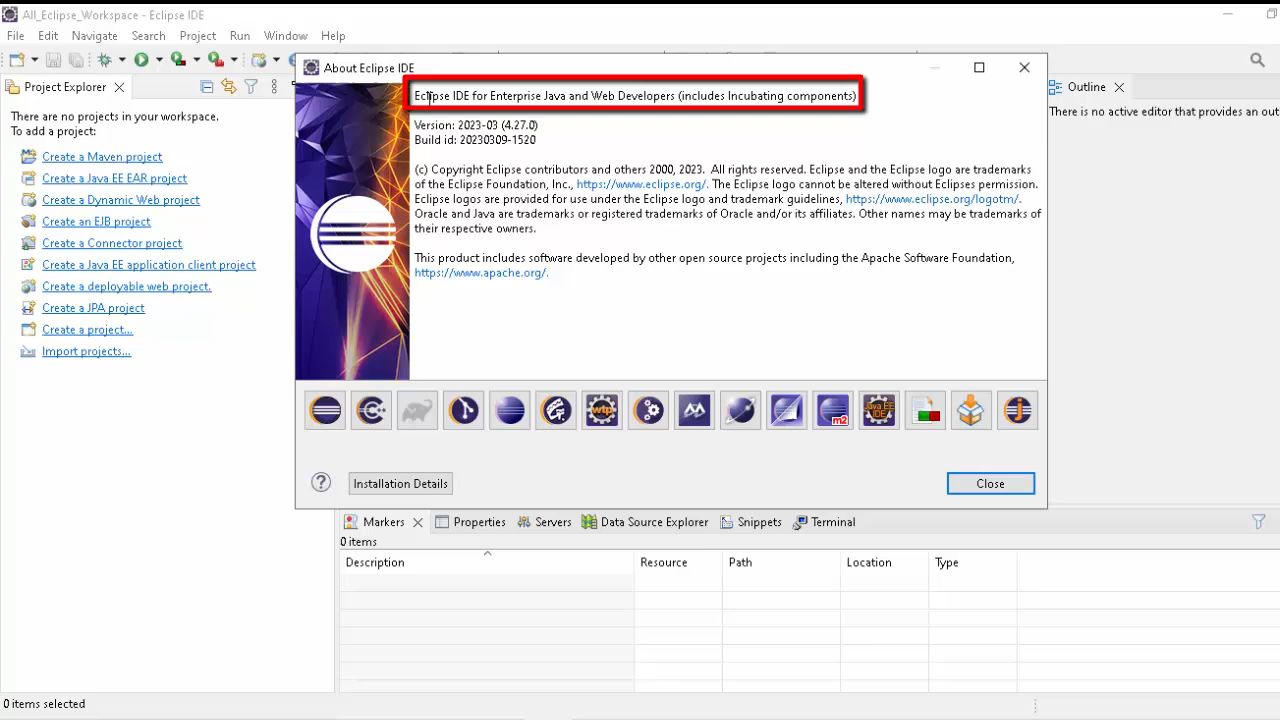 All_Eclipse_Workspace - Eclipse IDE
File Edit Navigate Search Project Run Window Help
Project Explorer
There are no projects in your workspace.
To add a project:
Create a Maven project
Create a Java EE EAR project
Create a Dynamic Web project
Create an EJB project
Create a Connector project
Create a Java EE application client project
Create a deployable web project.
Create a JPA project
Create a project...
Import projects...
About Eclipse IDE
Eclipse IDE for Enterprise Java and Web Developers (includes Incubating components)
Version: 2023-03 (4.27.0)
Build id: 20230309-1520
(c) Copyright Eclipse contributors and others 2000, 2023.  All rights reserved. Eclipse and the Eclipse logo are trademarks
of the Eclipse Foundation, Inc., https://www.eclipse.org/. The Eclipse logo cannot be altered without Eclipses permission.
Eclipse logos are provided for use under the Eclipse logo and trademark guidelines, https://www.eclipse.org/logotm/.
Oracle and Java are trademarks or registered trademarks of Oracle and/or its affiliates. Other names may be trademarks of
their respective owners.
This product includes software developed by other open source projects including the Apache Software Foundation,
https://www.apache.org/.
wtp
m2
Java EE
IDE
Installation Details
Close
Outline
There is no active editor that provides an out
Markers Properties Servers Data Source Explorer Snippets Terminal
0 items
Description Resource Path Location Type
0 items selected